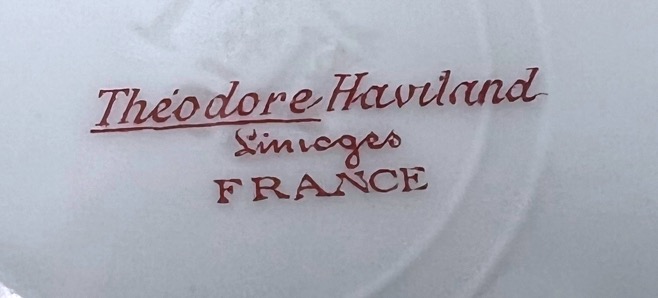 Théodore Haviland
Limoges
FRANCE